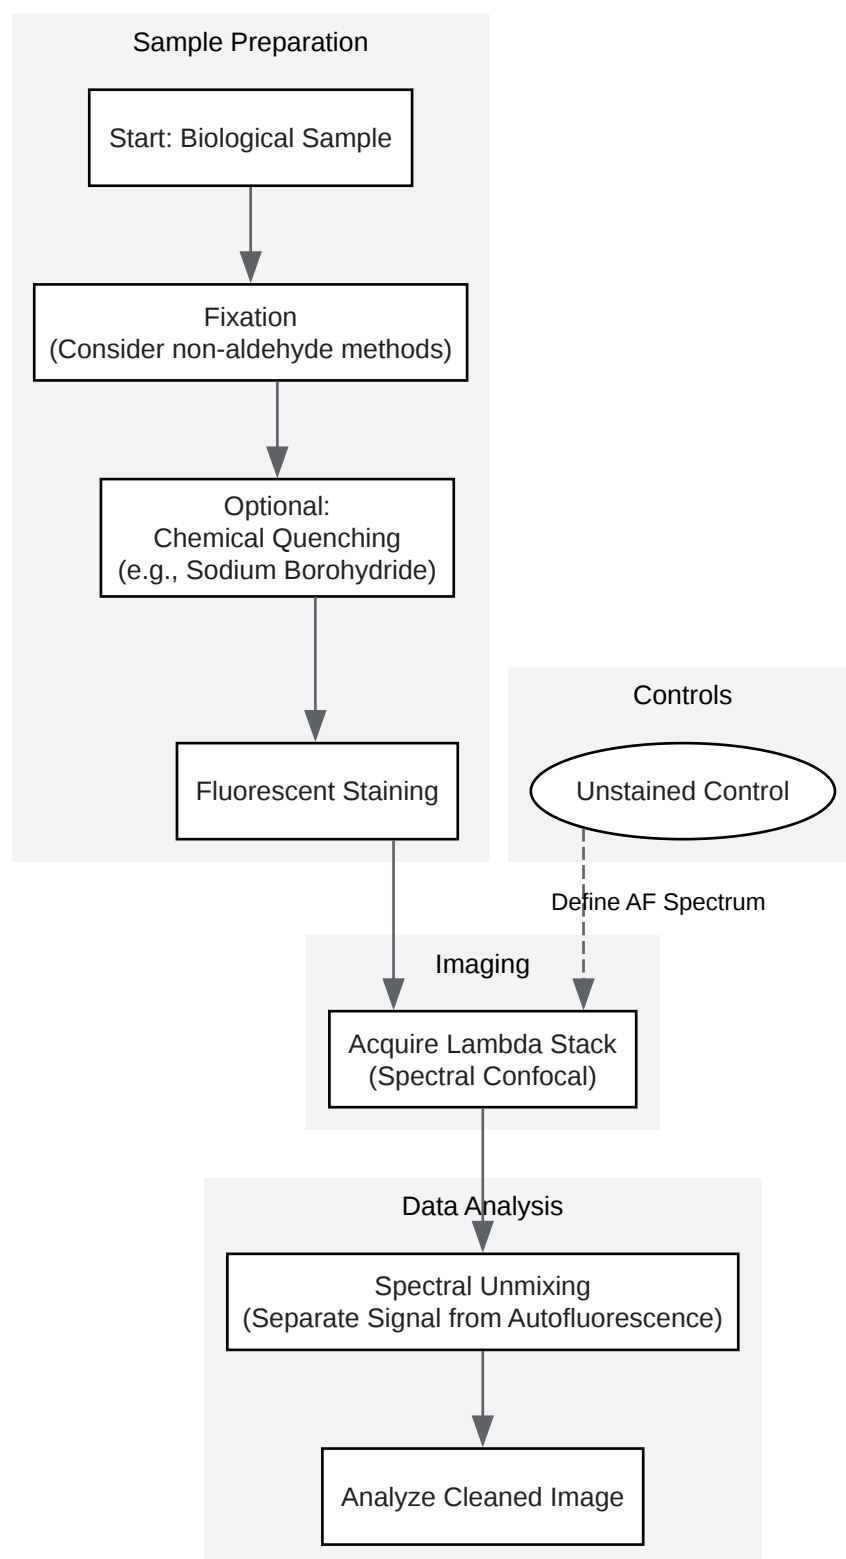 Sample Preparation
Start: Biological Sample
Fixation
(Consider non-aldehyde methods)
Optional:
Chemical Quenching
(e.g., Sodium Borohydride)
Controls
Fluorescent Staining
Unstained Control
Define AF Spectrum
Imaging
Acquire Lambda Stack
(Spectral Confocal)
Data Analysis
Spectral Unmixing
(Separate Signal from Autofluorescence)
Analyze Cleaned Image